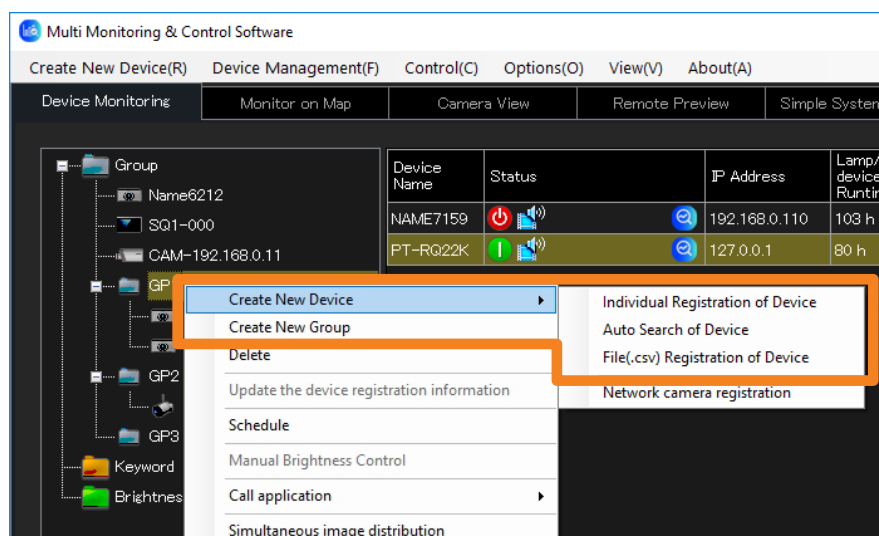 Multi Monitoring & Control Software
Create New Device(R) Device Management(F) Control(C) Options(O) View(V) About(A)
Device Monitoring Monitor on Map Camera View Remote Preview Simple System
Group
Name6212
SQ1-000
CAM-192.168.0.11
GP
GP2
GP3
Keyword
Brightnes
Device Name Status IP Address Lamp/ device Runtin
NAME7159 192.168.0.110 103 h
PT-RQ22K 127.0.0.1 80 h
Create New Device
Create New Group
Delete
Update the device registration information
Schedule
Manual Brightness Control
Call application
Simultaneous image distribution
Individual Registration of Device
Auto Search of Device
File(.csv) Registration of Device
Network camera registration